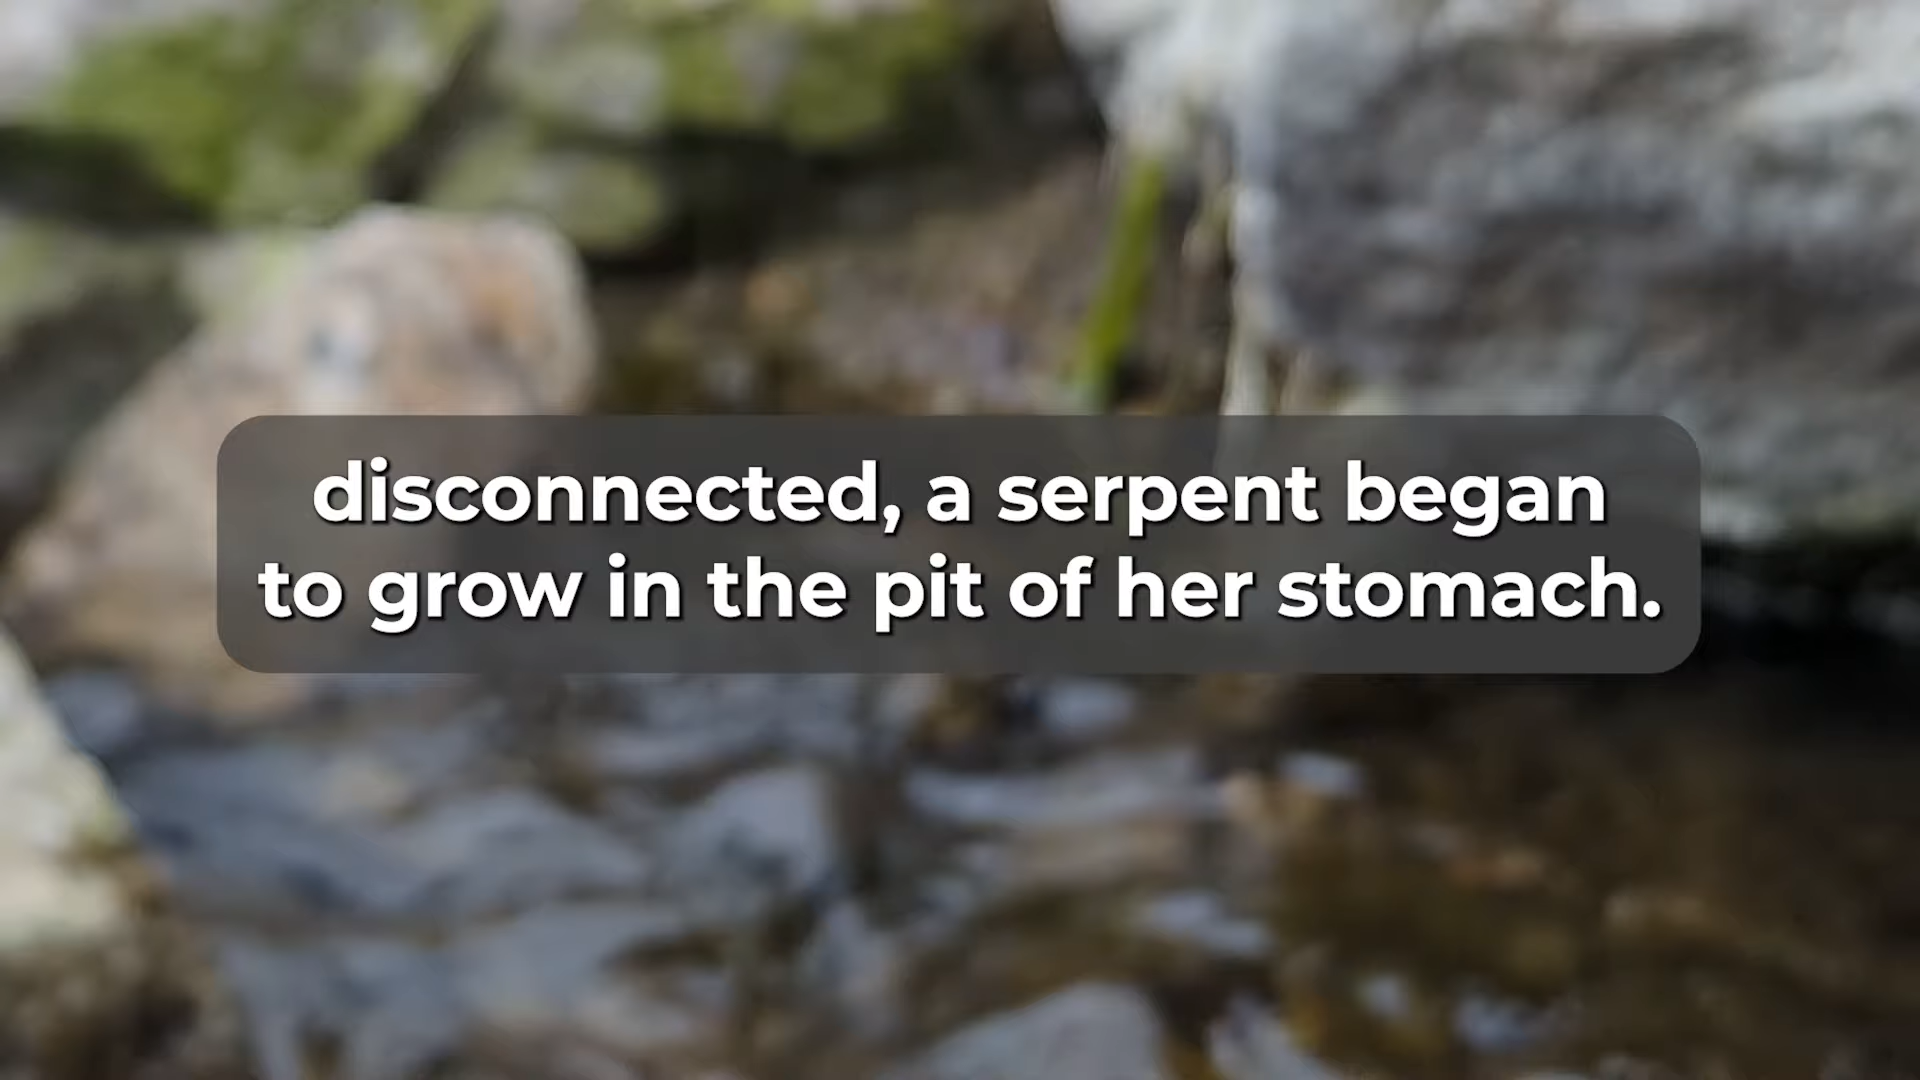 disconnected, a serpent began
to grow in the pit of her stomach.